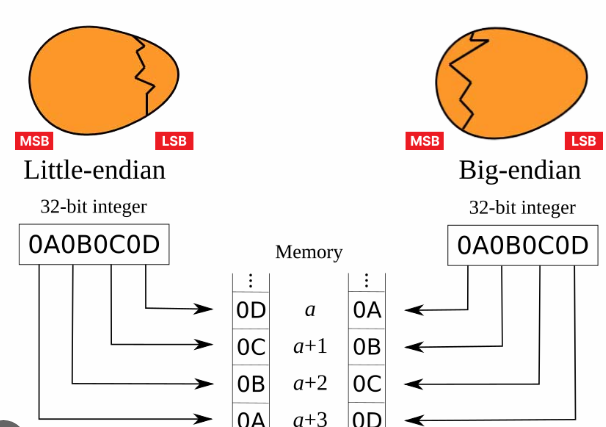 MSB LSB MSB LSB
Little-endian Big-endian
32-bit integer 32-bit integer
0A0B0C0D 0A0B0C0D
Memory
⋮ ⋮
0D a 0A
0C a+1 0B
0B a+2 0C
0A a+3 0D